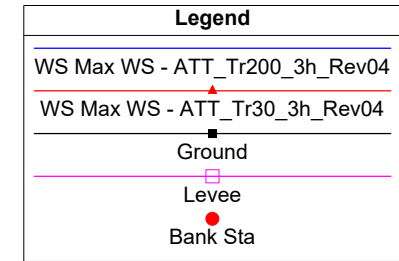 Legend
WS Max WS - ATT_Tr200_3h_Rev04
WS Max WS - ATT_Tr30_3h_Rev04
Ground
Levee
Bank Sta